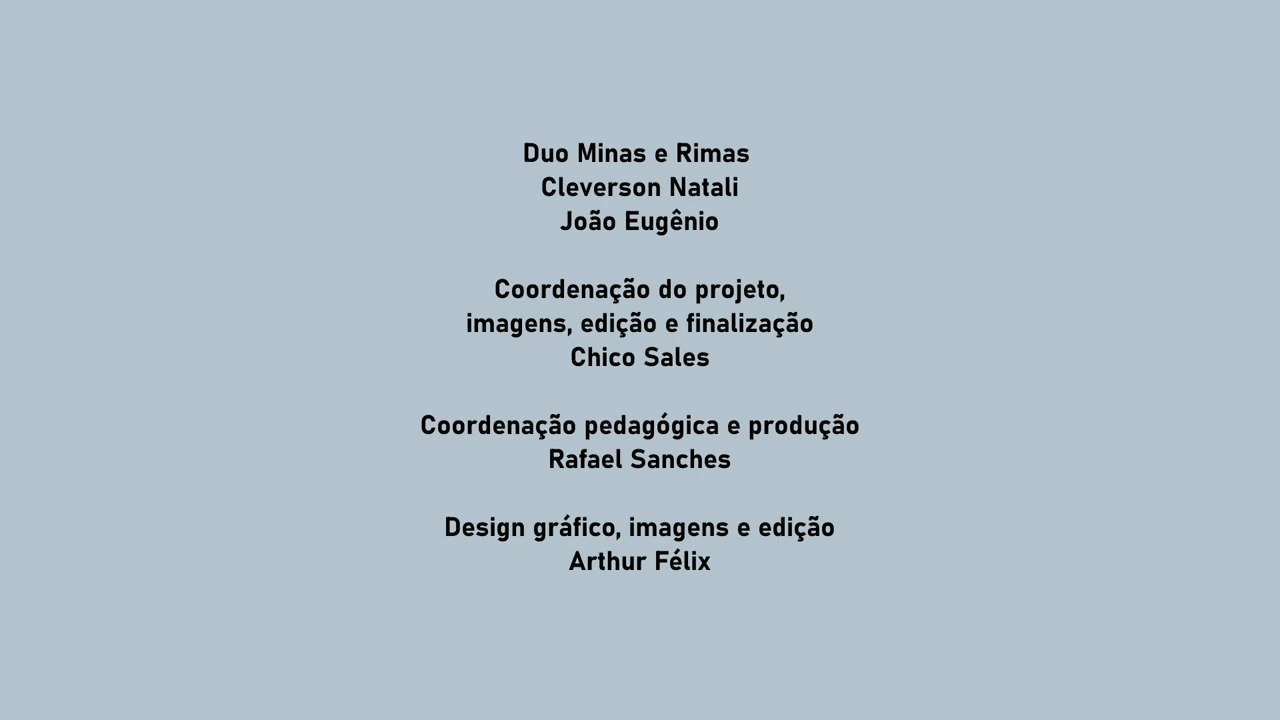 Duo Minas e Rimas
Cleverson Natali
João Eugênio
Coordenação do projeto,
imagens, edição e finalização
Chico Sales
Coordenação pedagógica e produção
Rafael Sanches
Design gráfico, imagens e edição
Arthur Félix